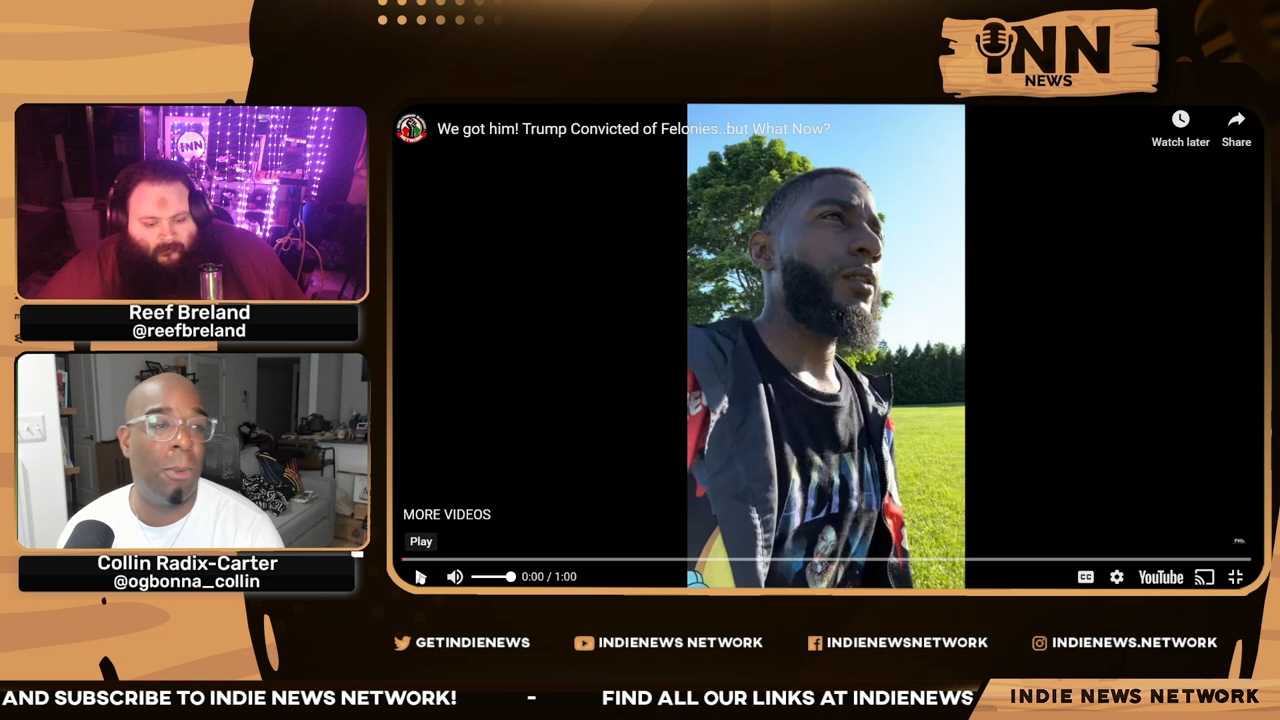 INN
NEWS
INN
Reef Breland
@reefbreland
Collin Radix-Carter
@ogbonna_collin
We got him! Trump Convicted of Felonies..but What Now?
Watch later
Share
MORE VIDEOS
Play
0:00 / 1:00
CC
YouTube
GETINDIENEWS
INDIENEWS NETWORK
INDIENEWSNETWORK
INDIENEWS.NETWORK
AND SUBSCRIBE TO INDIE NEWS NETWORK! - FIND ALL OUR LINKS AT INDIENEWS
INDIE NEWS NETWORK